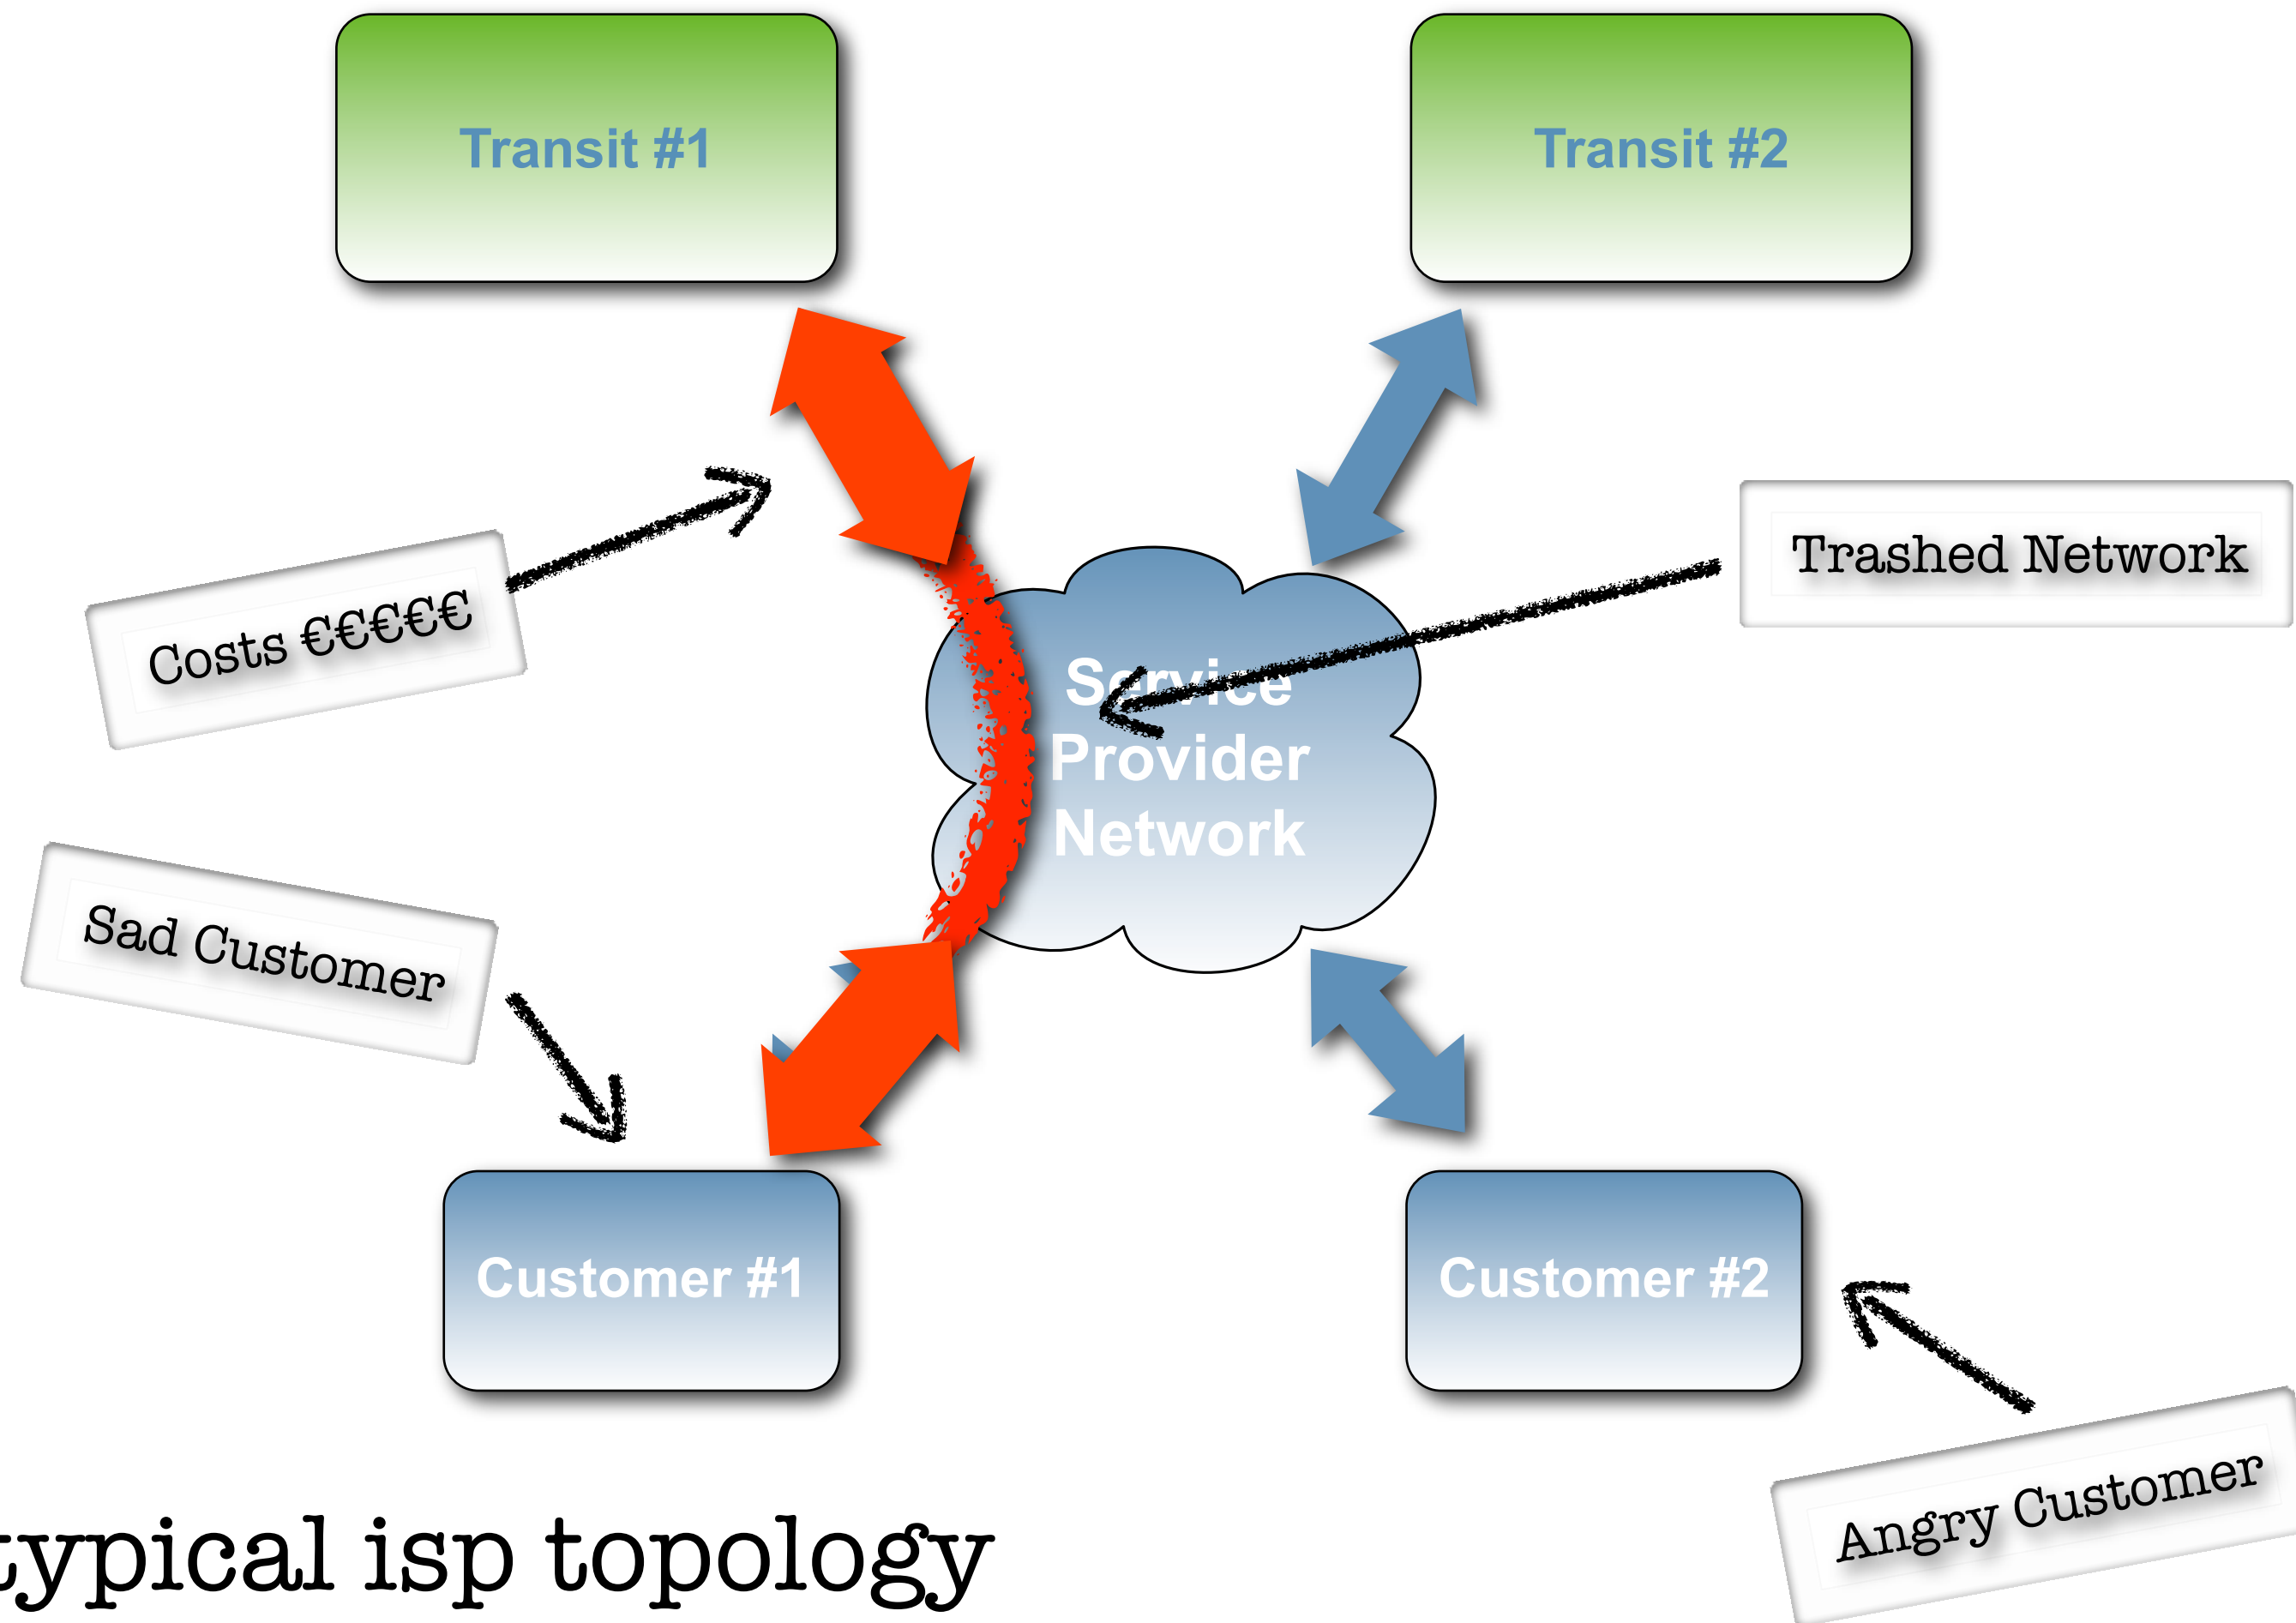 Transit #1
Transit #2
Costs €€€€€
Trashed Network
Service
Provider
Network
Sad Customer
Customer #1
Customer #2
Angry Customer
typical isp topology